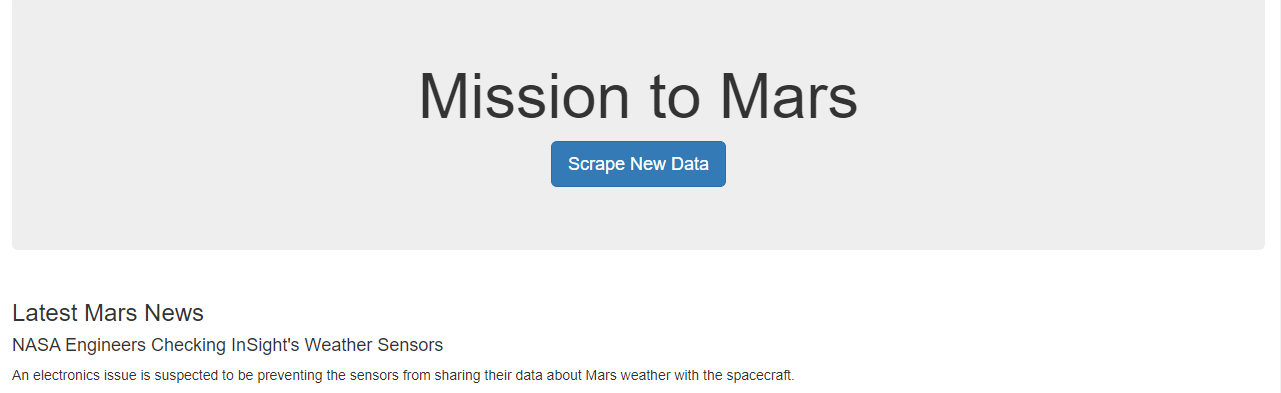 Mission to Mars
Scrape New Data
Latest Mars News
NASA Engineers Checking InSight's Weather Sensors
An electronics issue is suspected to be preventing the sensors from sharing their data about Mars weather with the spacecraft.